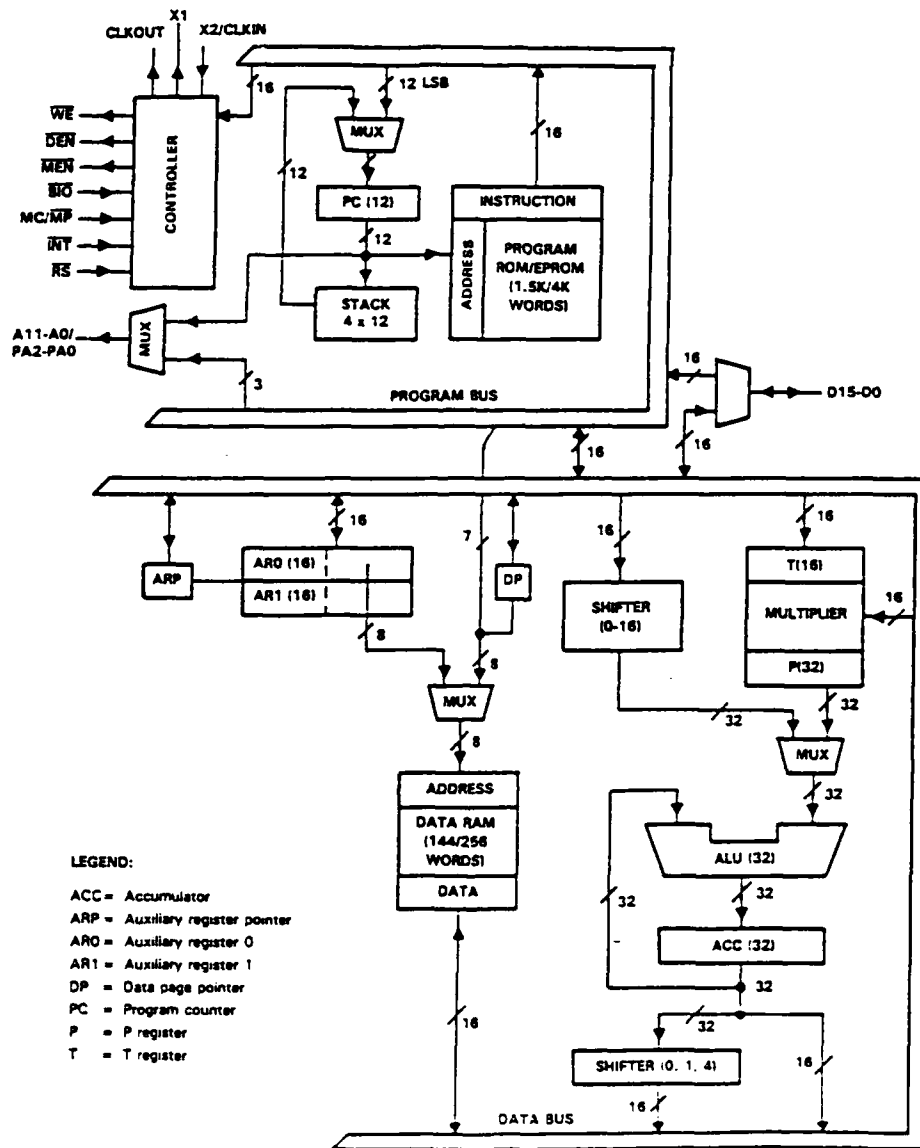 X1
CLKOUT
X2/CLKIN
16
12 LSB
WE
DEN
MEN
BIO
MC/MP
INT
RS
CONTROLLER
MUX
16
12
PC (12)
INSTRUCTION
12
ADDRESS
PROGRAM
ROM/EPROM
(1.5K/4K
WORDS)
STACK
4 x 12
A11-A0/
PA2-PA0
MUX
3
PROGRAM BUS
16
D15-D0
16
16
16
7
16
16
ARP
AR0 (16)
AR1 (16)
DP
SHIFTER
(0-16)
T(16)
MULTIPLIER
P(32)
16
8
8
MUX
32
32
MUX
8
32
ADDRESS
DATA RAM
(144/256
WORDS)
DATA
ALU (32)
32
32
ACC (32)
32
LEGEND:
ACC = Accumulator
ARP = Auxiliary register pointer
AR0 = Auxiliary register 0
AR1 = Auxiliary register 1
DP = Data page pointer
PC = Program counter
P = P register
T = T register
16
32
SHIFTER (0, 1, 4)
16
16
DATA BUS